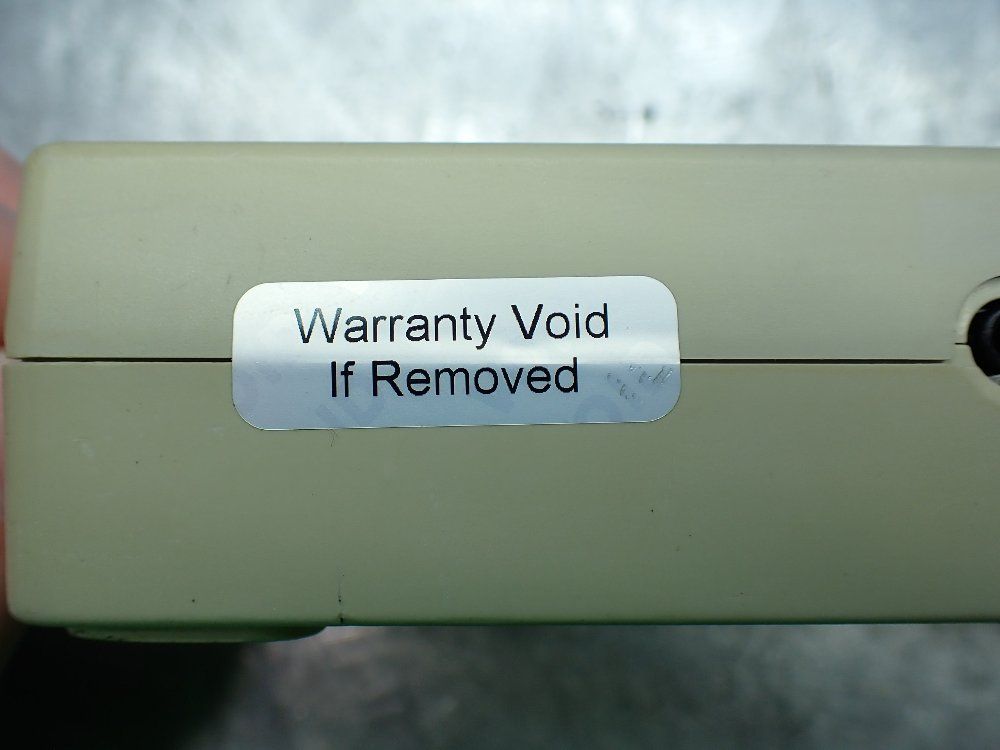 Warranty Void
If Removed